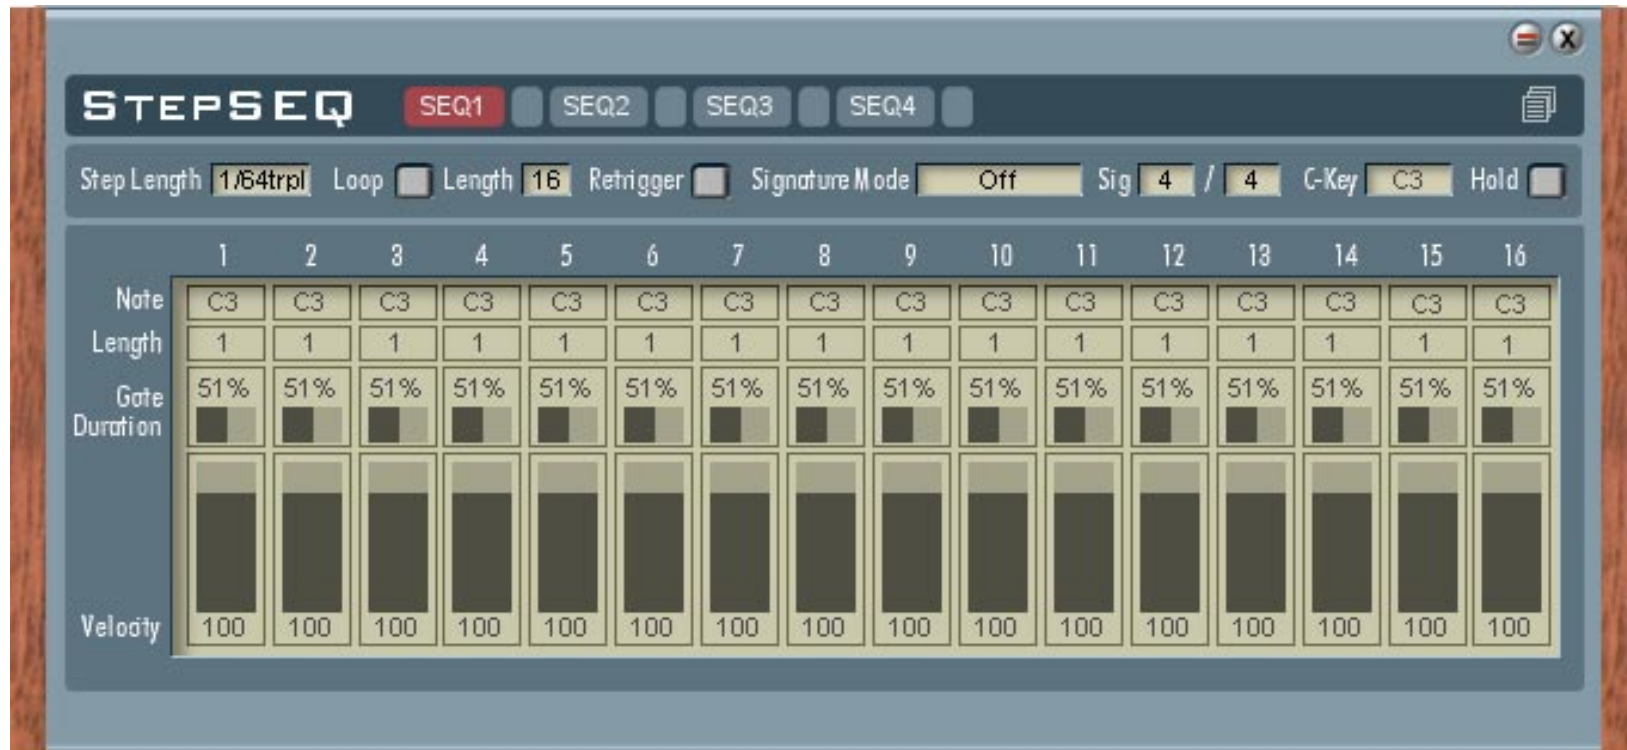 X
STEPSEQ SEQ1 SEQ2 SEQ3 SEQ4
Step Length 1/64trpl Loop Length 16 Retrigger Signature Mode Off Sig 4 / 4 C-Key C3 Hold
1 2 3 4 5 6 7 8 9 10 11 12 13 14 15 16
Note C3 C3 C3 C3 C3 C3 C3 C3 C3 C3 C3 C3 C3 C3 C3 C3
Length 1 1 1 1 1 1 1 1 1 1 1 1 1 1 1 1
Gate Duration 51% 51% 51% 51% 51% 51% 51% 51% 51% 51% 51% 51% 51% 51% 51% 51%
Velocity 100 100 100 100 100 100 100 100 100 100 100 100 100 100 100 100